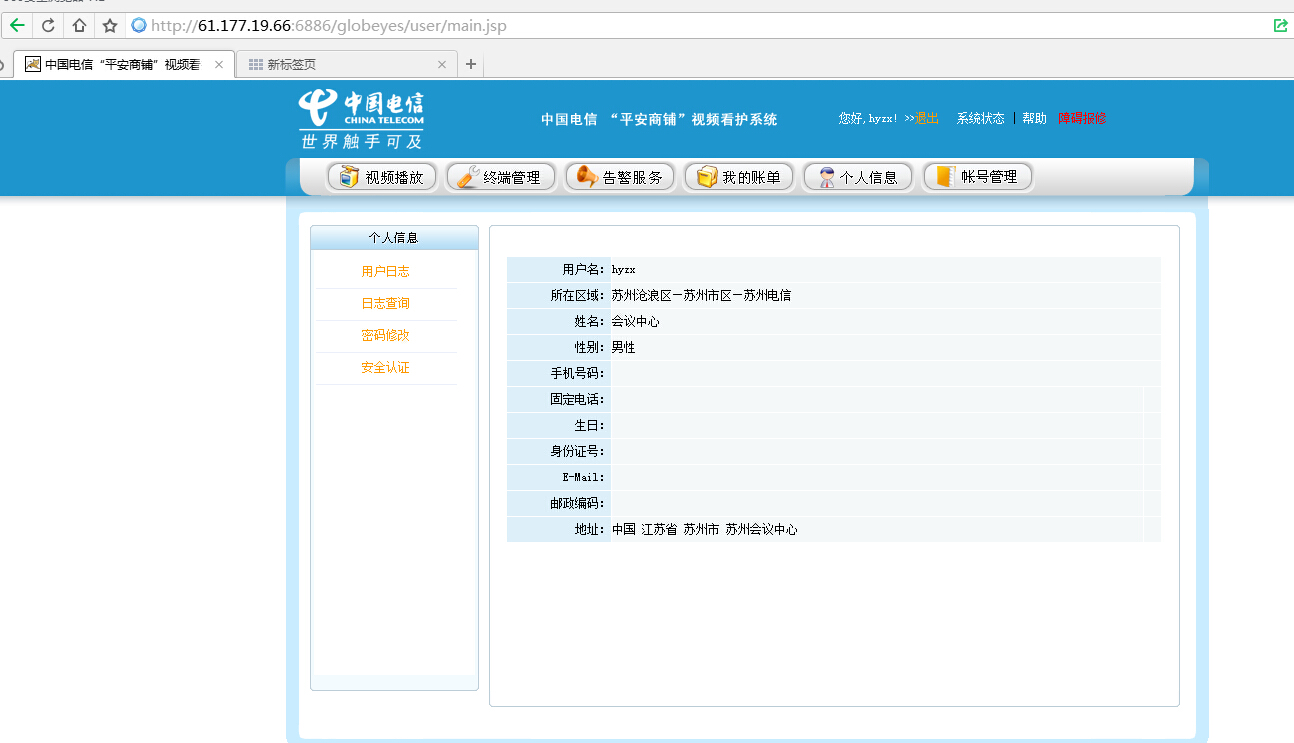 http://61.177.19.66:6886/globeyes/user/main.jsp
中国电信“平安商铺”视频看
新标签页
中国电信
CHINA TELECOM
世界触手可及
中国电信 “平安商铺”视频看护系统
您好,hyzx! >>退出 系统状态 | 帮助 障碍报修
视频播放 终端管理 告警服务 我的账单 个人信息 帐号管理
个人信息
用户日志
日志查询
密码修改
安全认证
用户名: hyzx
所在区域: 苏州沧浪区—苏州市区—苏州电信
姓名: 会议中心
性别: 男性
手机号码:
固定电话:
生日:
身份证号:
E-Mail:
邮政编码:
地址: 中国 江苏省 苏州市 苏州会议中心